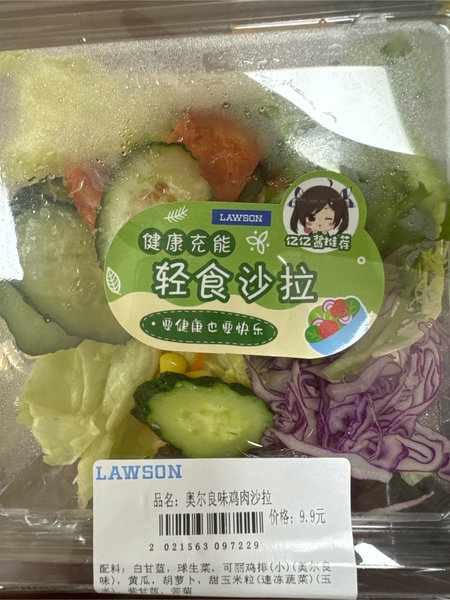 LAWSON
健康充能
亿亿酱推荐
轻食沙拉
·要健康也要快乐·
LAWSON
品名：奥尔良味鸡肉沙拉
价格：9.9元
2 021563 097229
配料：白甘蓝，球生菜，可丽鸡排(小)(奥尔良
味)，黄瓜，胡萝卜，甜玉米粒(速冻蔬菜)(玉